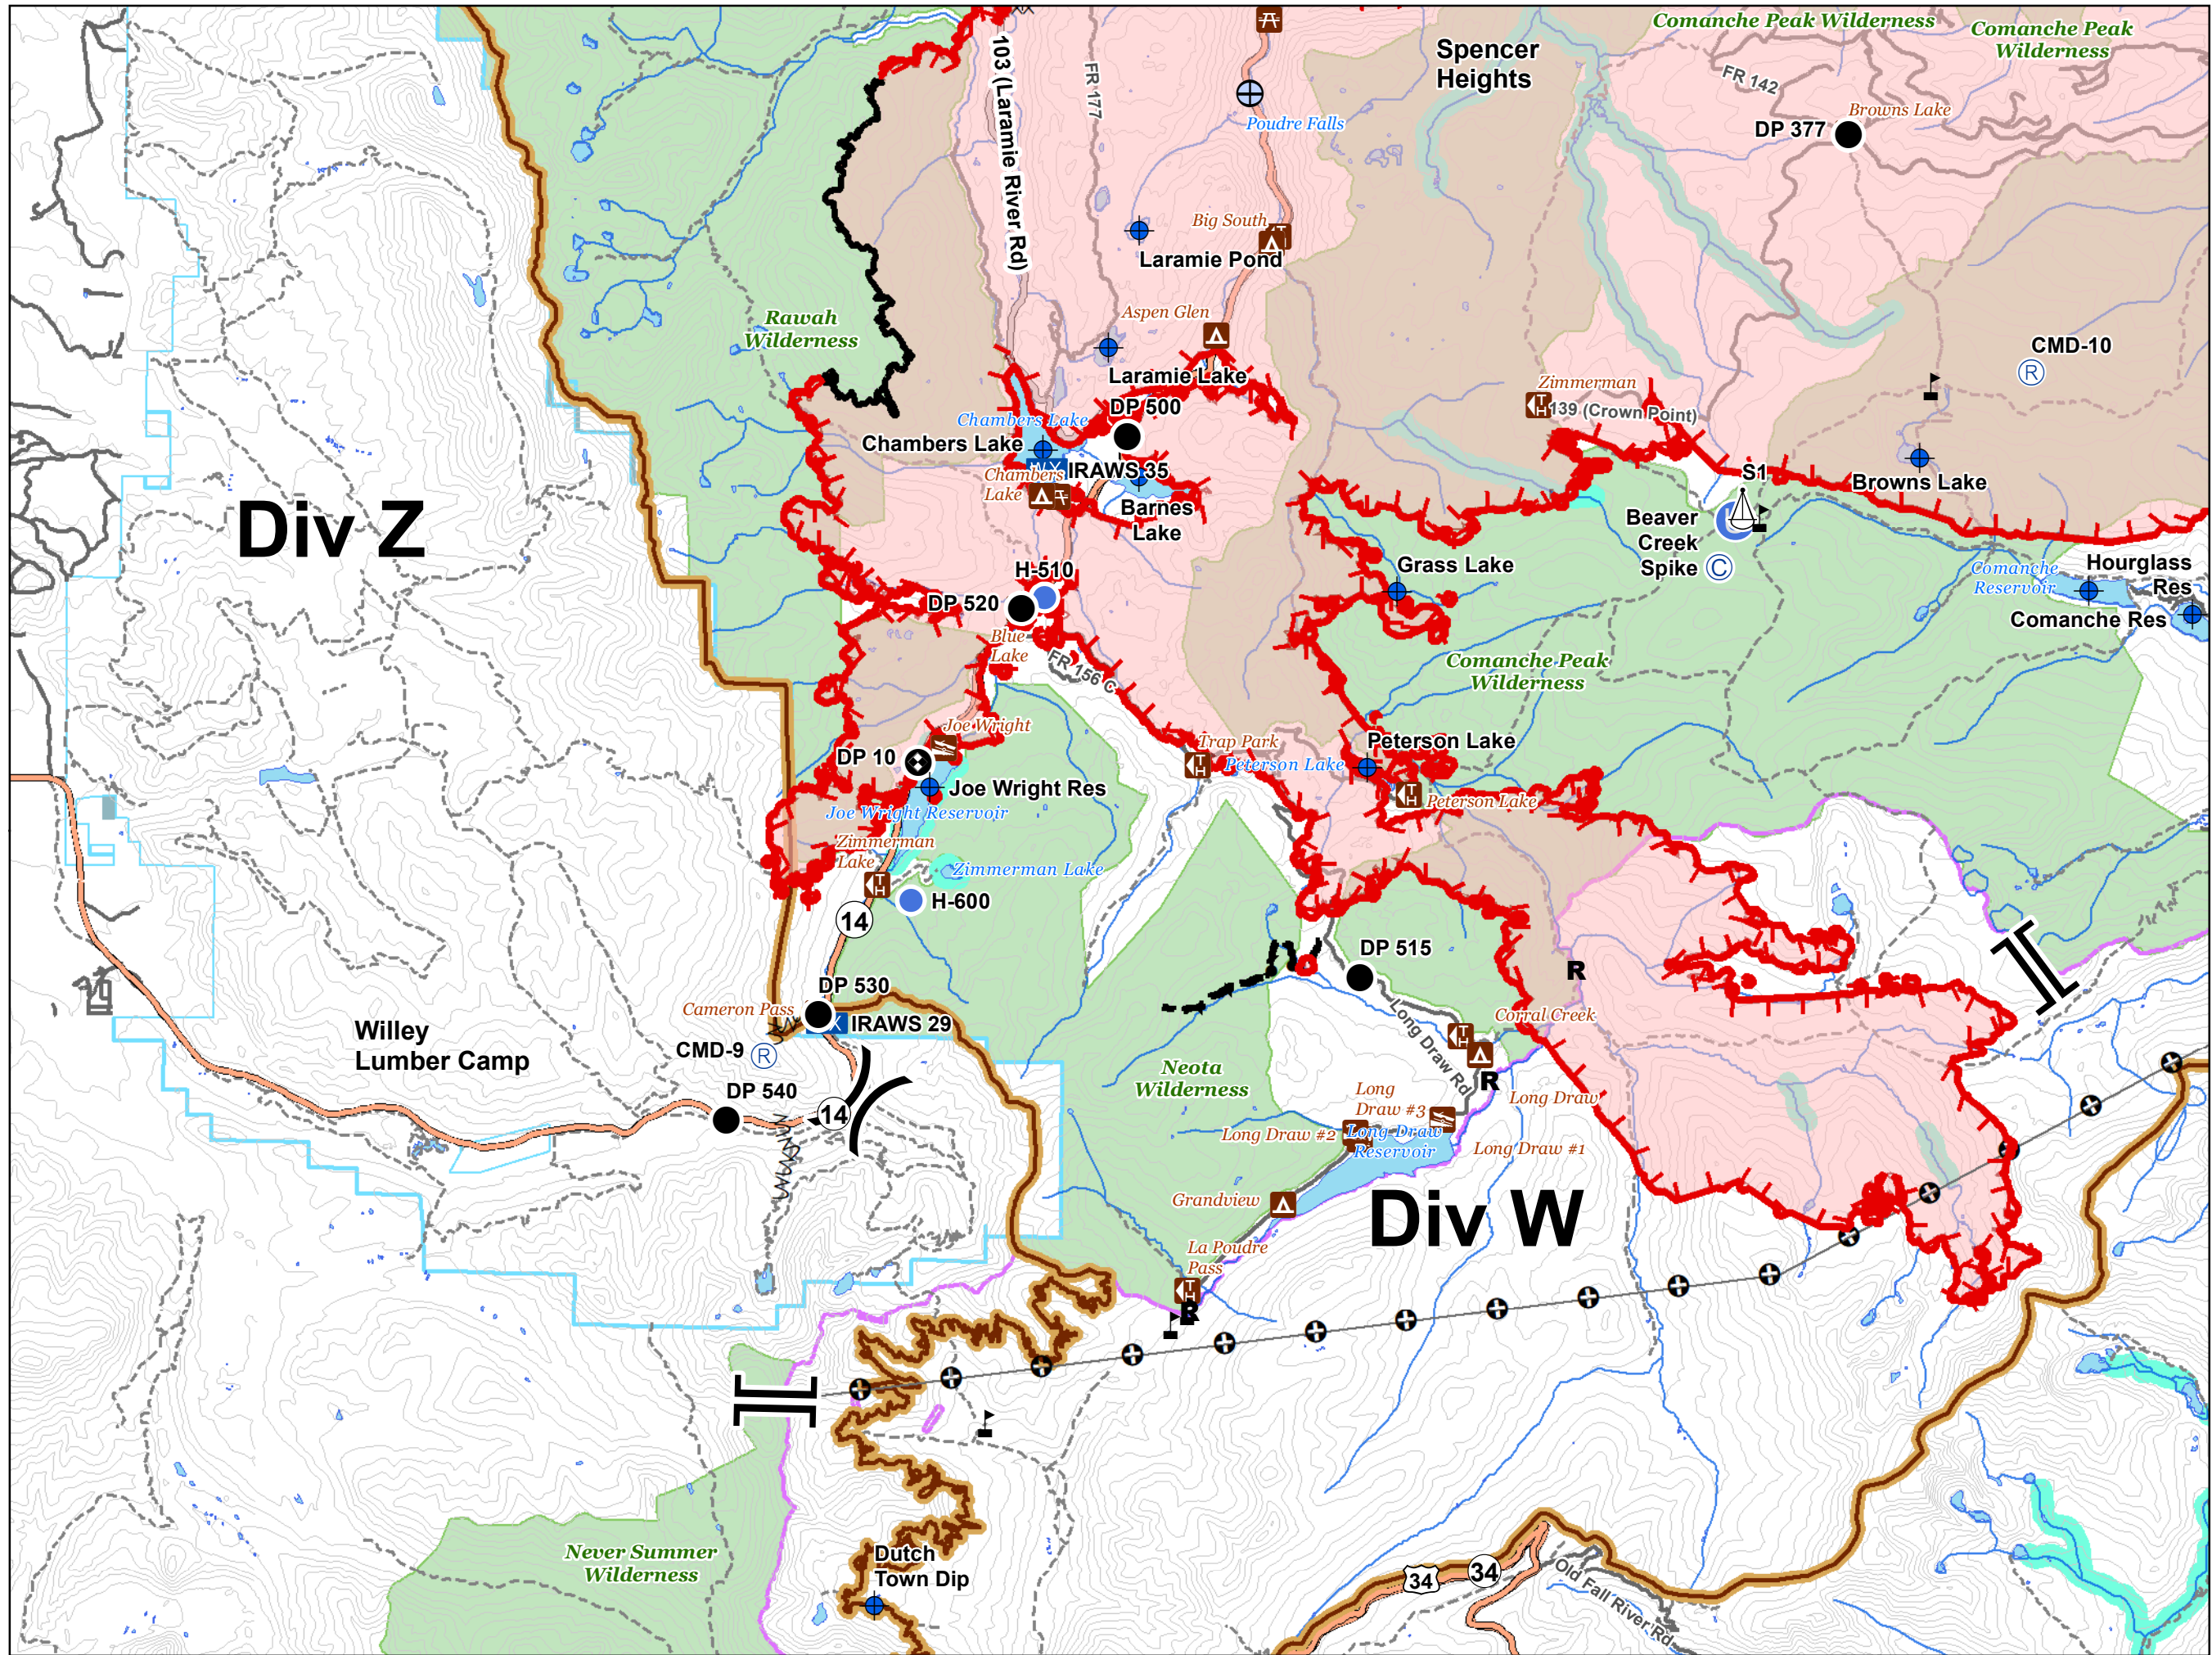 Comanche Peak Wilderness
Comanche Peak
Wilderness
Spencer
Heights
103 (Laramie River Rd)
FR 177
FR 142
Browns Lake
DP 377
Poudre Falls
Big South
Laramie Pond
Rawah
Wilderness
Aspen Glen
CMD-10
R
Laramie Lake
DP 500
Zimmerman
TH
139 (Crown Point)
Chambers Lake
Chambers Lake
IRAWS 35
Chambers
Lake
S1
Browns Lake
Div Z
Barnes
Lake
Beaver
Creek
Spike
C
Grass Lake
Hourglass
Res
Comanche
Reservoir
Comanche Res
H-510
DP 520
Blue
Lake
FR 156 C
Comanche Peak
Wilderness
Joe Wright
DP 10
Trap Park
TH
Peterson Lake
Peterson Lake
Joe Wright Res
Joe Wright Reservoir
TH
Peterson Lake
Zimmerman
Lake
TH
Zimmerman Lake
H-600
14
DP 515
R
DP 530
Cameron Pass
X
IRAWS 29
Long Draw Rd
Corral Creek
TH
Willey
Lumber Camp
CMD-9
R
Neota
Wilderness
R
DP 540
14
Long
Draw #3
Long Draw
Long Draw #2
Long Draw
Reservoir
Long Draw #1
Grandview
Div W
La Poudre
Pass
TH
R
Never Summer
Wilderness
Dutch
Town Dip
34
34
Old Fall River Rd